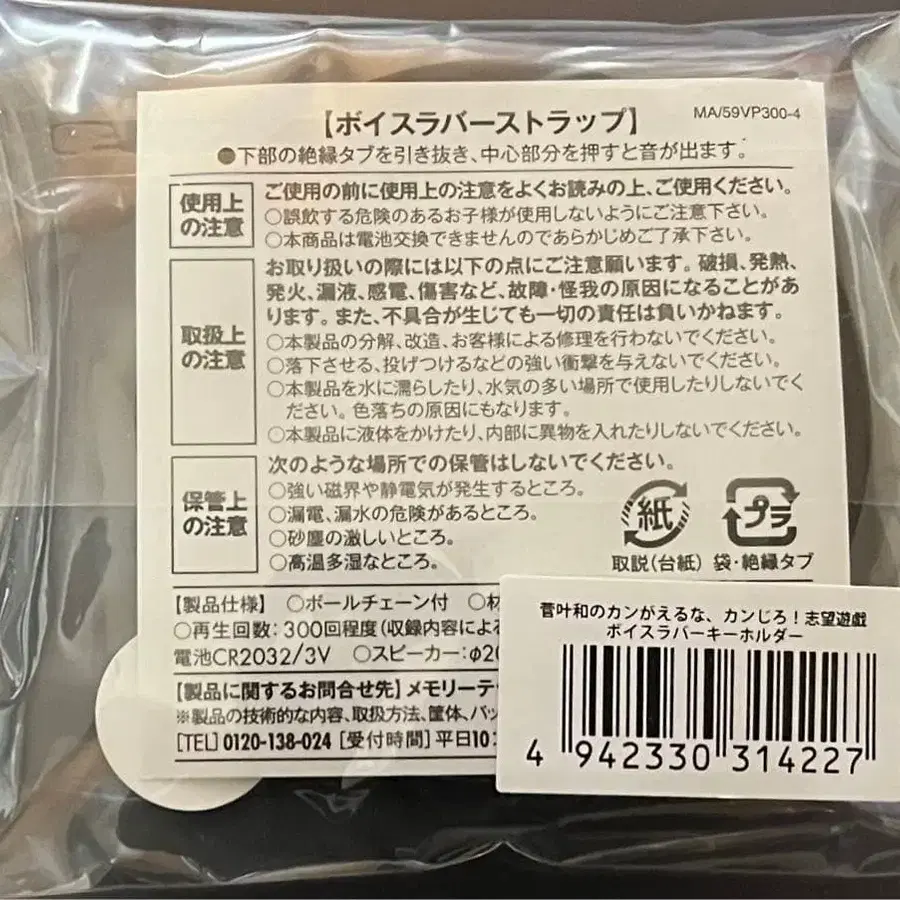 【ボイスラバーストラップ】
MA/59VP300-4
●下部の絶縁タブを引き抜き、中心部分を押すと音が出ます。
使用上の注意
ご使用の前に使用上の注意をよくお読みの上、ご使用ください。
○誤飲する危険のあるお子様が使用しないようにご注意下さい。
○本商品は電池交換できませんのであらかじめご了承下さい。
取扱上の注意
お取り扱いの際には以下の点にご注意願います。破損、発熱、
発火、漏液、感電、傷害など、故障・怪我の原因になることがあ
ります。また、不具合が生じても一切の責任は負いかねます。
○本製品の分解、改造、お客様による修理を行わないでください。
○落下させる、投げつけるなどの強い衝撃を与えないでください。
○本製品を水に濡らしたり、水気の多い場所で使用したりしないでく
ださい。色落ちの原因にもなります。
○本製品に液体をかけたり、内部に異物を入れたりしないでください。
保管上の注意
次のような場所での保管はしないでください。
○強い磁界や静電気が発生するところ。
○漏電、漏水の危険があるところ。
○砂塵の激しいところ。
○高温多湿なところ。
紙
プラ
取説(台紙) 袋・絶縁タブ
【製品仕様】 ○ボールチェーン付 ○材
○再生回数:300回程度(収録内容による
電池CR2032/3V ○スピーカー:φ20
【製品に関するお問合せ先】メモリーテッ
※製品の技術的な内容、取扱方法、筐体、パッ
[TEL] 0120-138-024 [受付時間] 平日10:
菅叶和のカンがえるな、カンじろ!志望遊戯
ボイスラバーキーホルダー
4 942330 314227